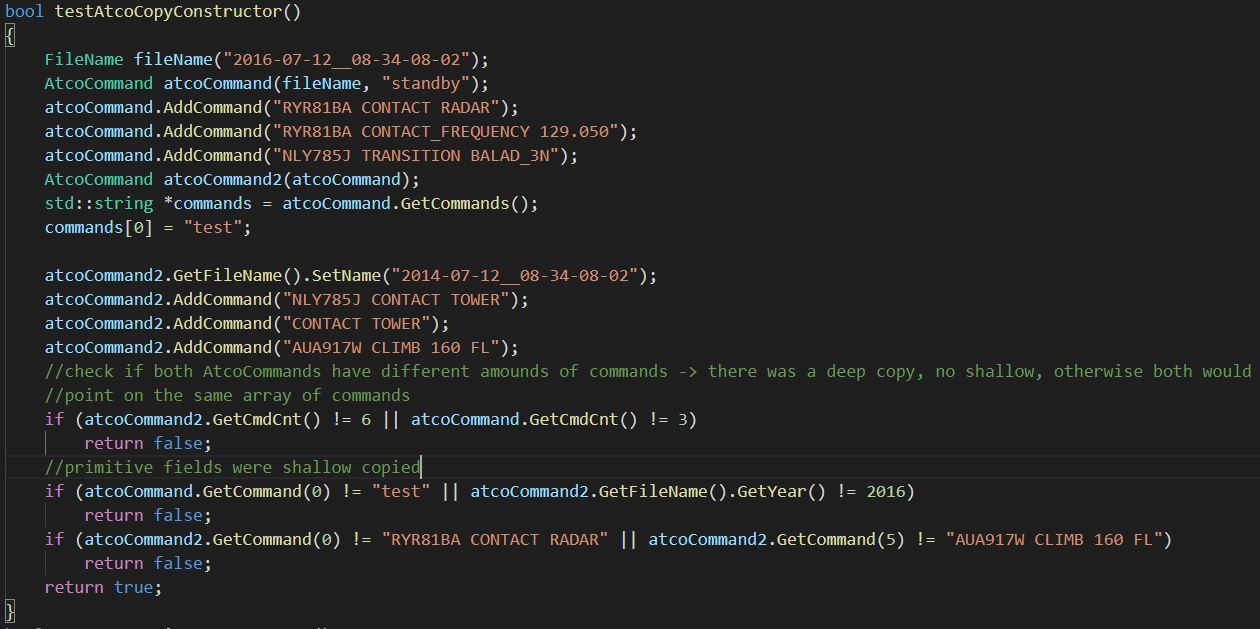 bool testAtcoCopyConstructor()
{
    FileName fileName("2016-07-12__08-34-08-02");
    AtcoCommand atcoCommand(fileName, "standby");
    atcoCommand.AddCommand("RYR81BA CONTACT RADAR");
    atcoCommand.AddCommand("RYR81BA CONTACT_FREQUENCY 129.050");
    atcoCommand.AddCommand("NLY785J TRANSITION BALAD_3N");
    AtcoCommand atcoCommand2(atcoCommand);
    std::string *commands = atcoCommand.GetCommands();
    commands[0] = "test";

    atcoCommand2.GetFileName().SetName("2014-07-12__08-34-08-02");
    atcoCommand2.AddCommand("NLY785J CONTACT TOWER");
    atcoCommand2.AddCommand("CONTACT TOWER");
    atcoCommand2.AddCommand("AUA917W CLIMB 160 FL");
    //check if both AtcoCommands have different amounts of commands -> there was a deep copy, no shallow, otherwise both would
    //point on the same array of commands
    if (atcoCommand2.GetCmdCnt() != 6 || atcoCommand.GetCmdCnt() != 3)
        return false;
    //primitive fields were shallow copied
    if (atcoCommand.GetCommand(0) != "test" || atcoCommand2.GetFileName().GetYear() != 2016)
        return false;
    if (atcoCommand2.GetCommand(0) != "RYR81BA CONTACT RADAR" || atcoCommand2.GetCommand(5) != "AUA917W CLIMB 160 FL")
        return false;
    return true;
}